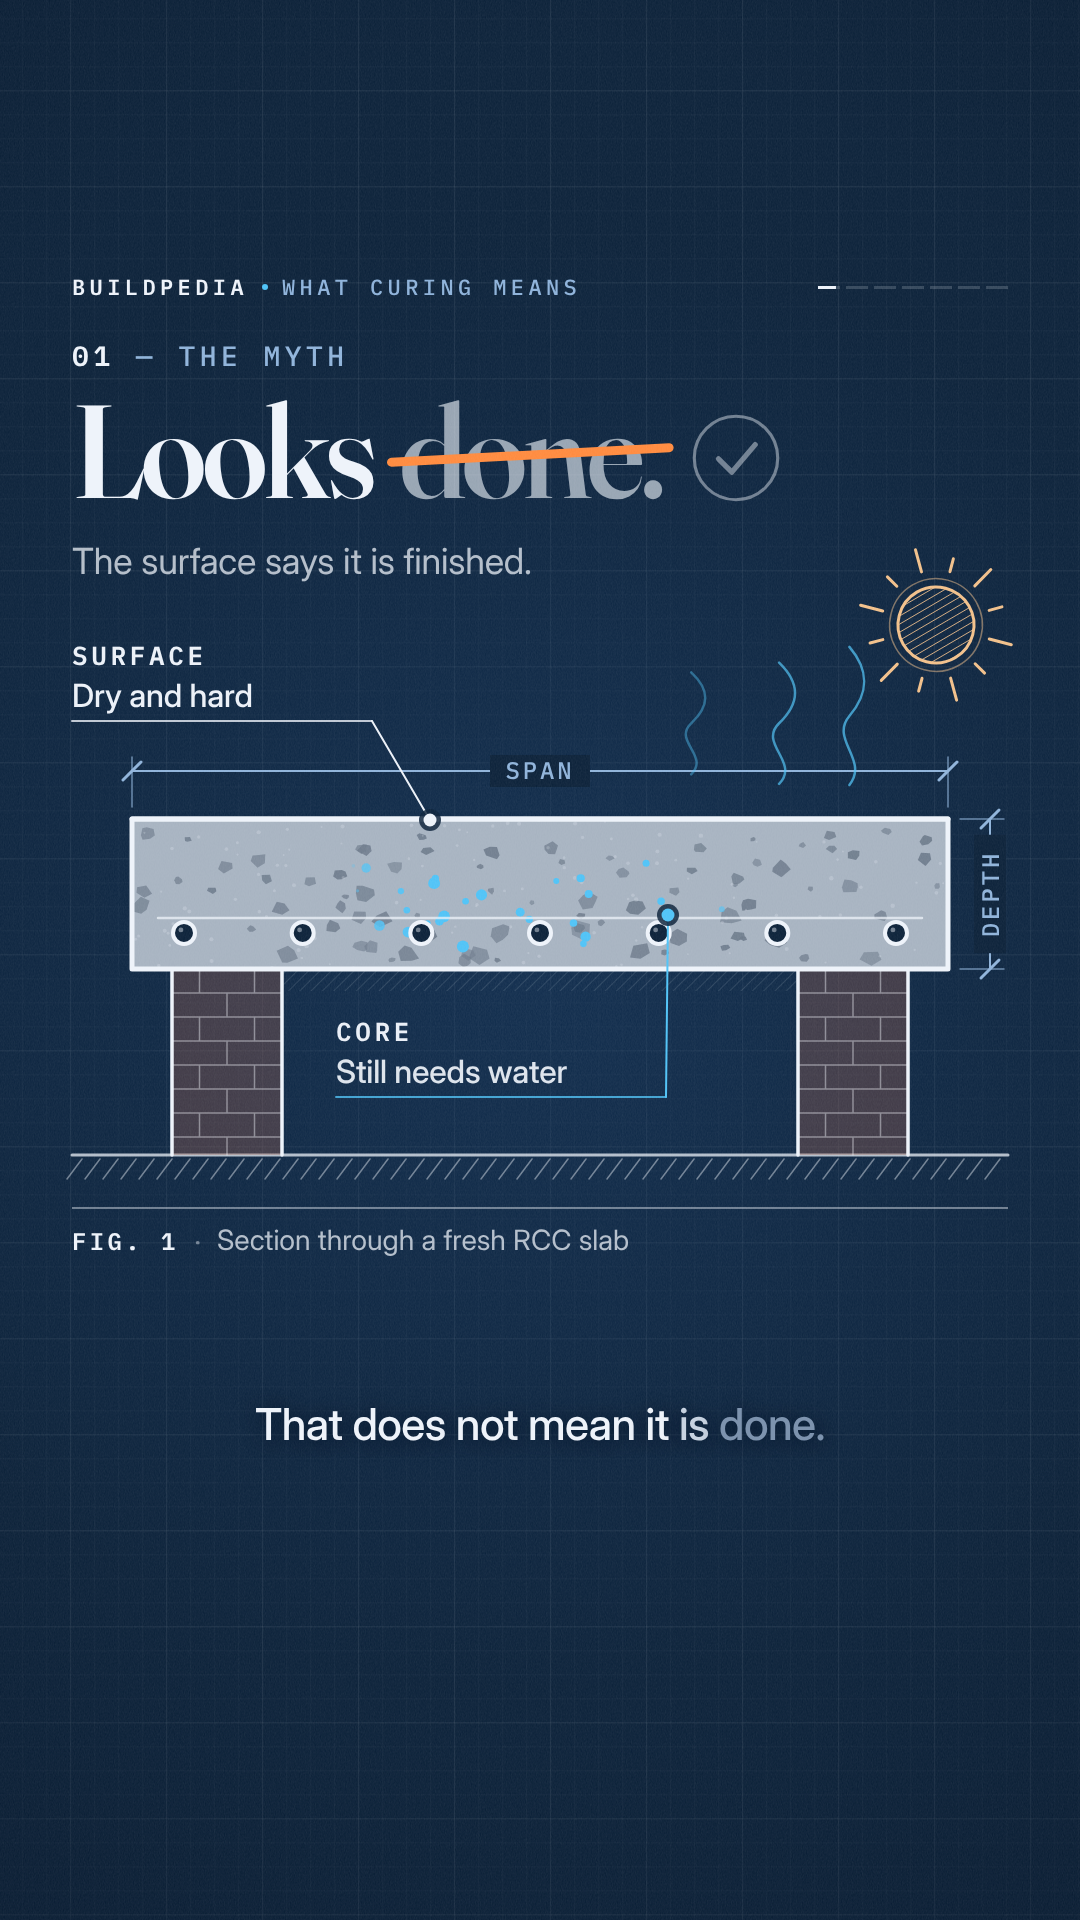 BUILDPEDIA • WHAT CURING MEANS
01 — THE MYTH
Looks done.
The surface says it is finished.
SURFACE
Dry and hard
SPAN
DEPTH
CORE
Still needs water
FIG. 1 · Section through a fresh RCC slab
That does not mean it is done.